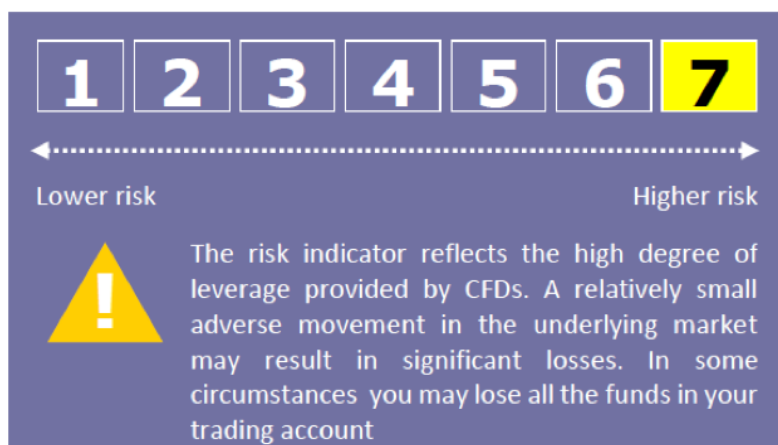 1 2 3 4 5 6 7
Lower risk Higher risk
!
The risk indicator reflects the high degree of
leverage provided by CFDs. A relatively small
adverse movement in the underlying market
may result in significant losses. In some
circumstances you may lose all the funds in your
trading account